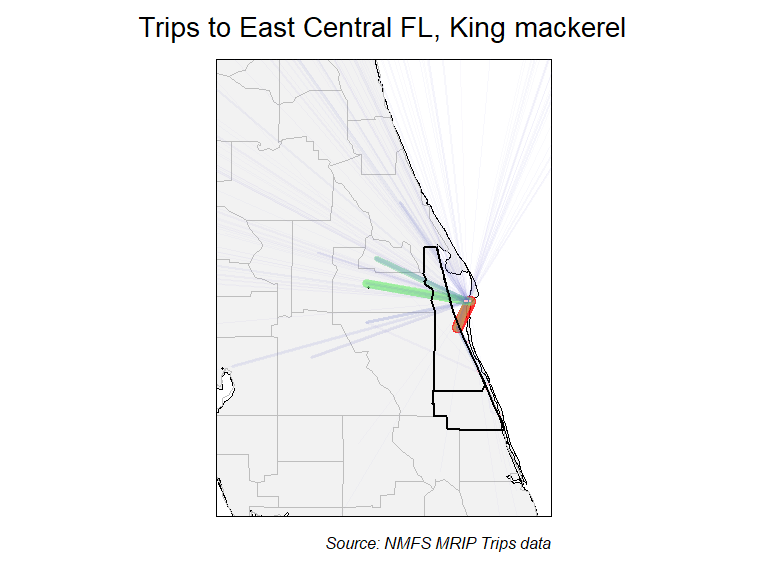 Trips to East Central FL, King mackerel
Source: NMFS MRIP Trips data